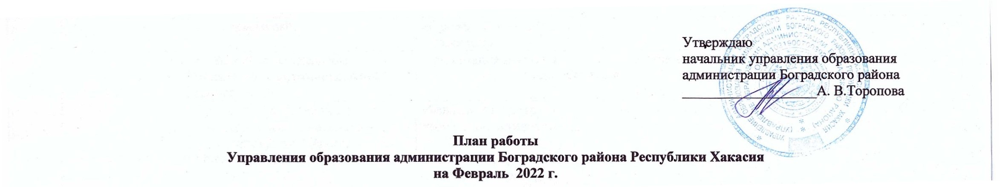 Утверждаю
начальник управления образования
администрации Боградского района
А. В.Торопова
План работы
Управления образования администрации Боградского района Республики Хакасия
на Февраль 2022 г.